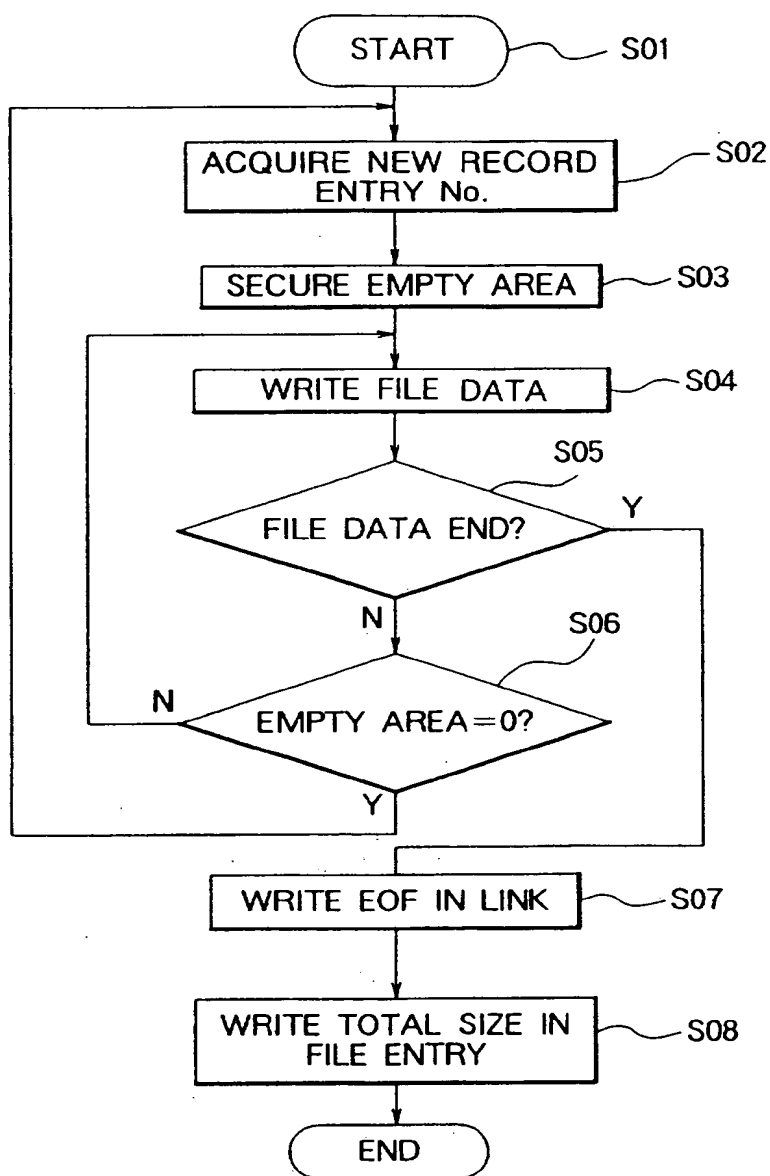 START
S01
ACQUIRE NEW RECORD
ENTRY No.
S02
SECURE EMPTY AREA
S03
WRITE FILE DATA
S04
S05
FILE DATA END?
Y
N
S06
N
EMPTY AREA=0?
Y
WRITE EOF IN LINK
S07
WRITE TOTAL SIZE IN
FILE ENTRY
S08
END